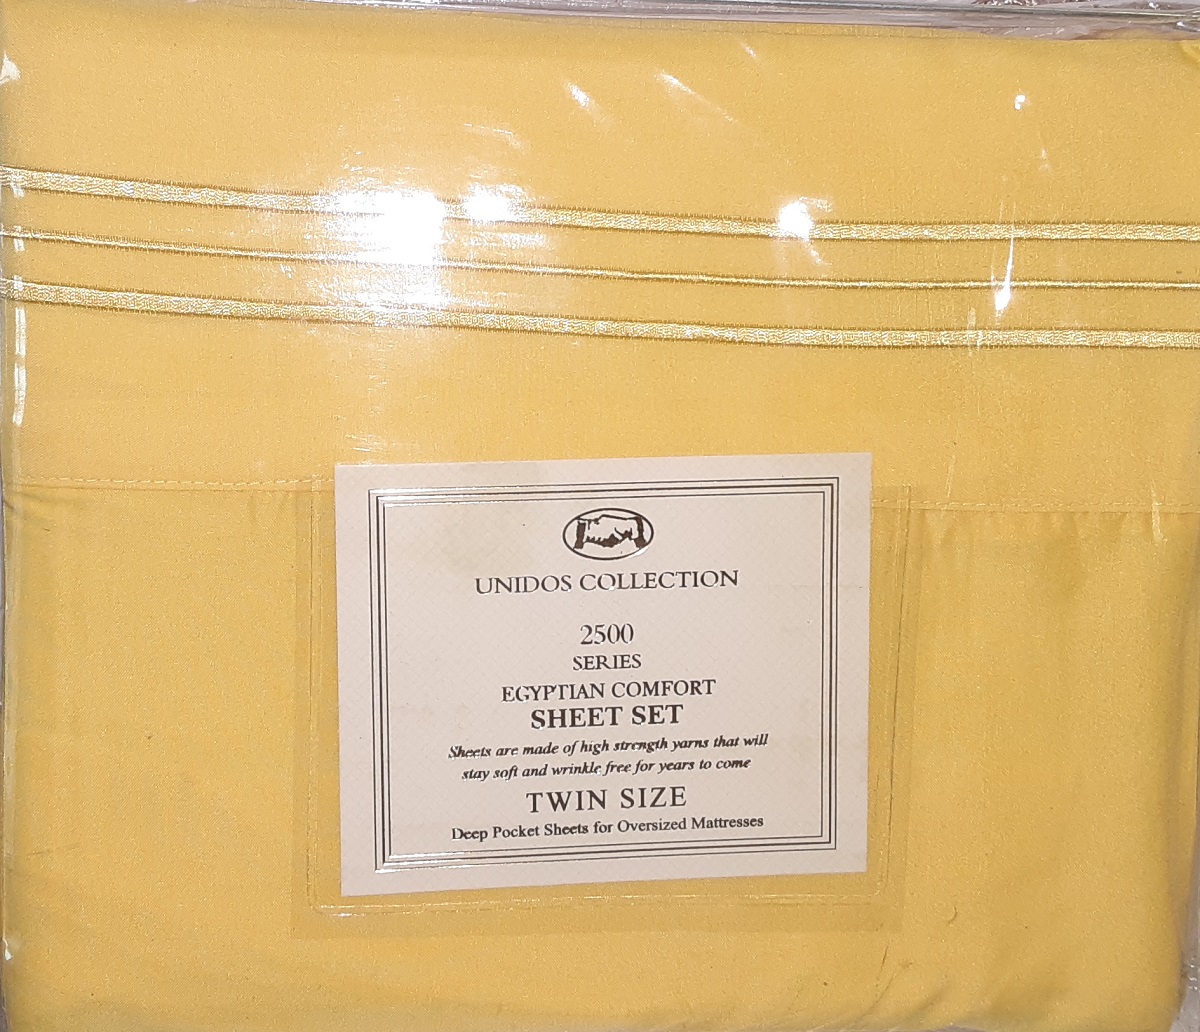 UNIDOS COLLECTION
2500
SERIES
EGYPTIAN COMFORT
SHEET SET
Sheets are made of high strength yarns that will
stay soft and wrinkle free for years to come
TWIN SIZE
Deep Pocket Sheets for Oversized Mattresses